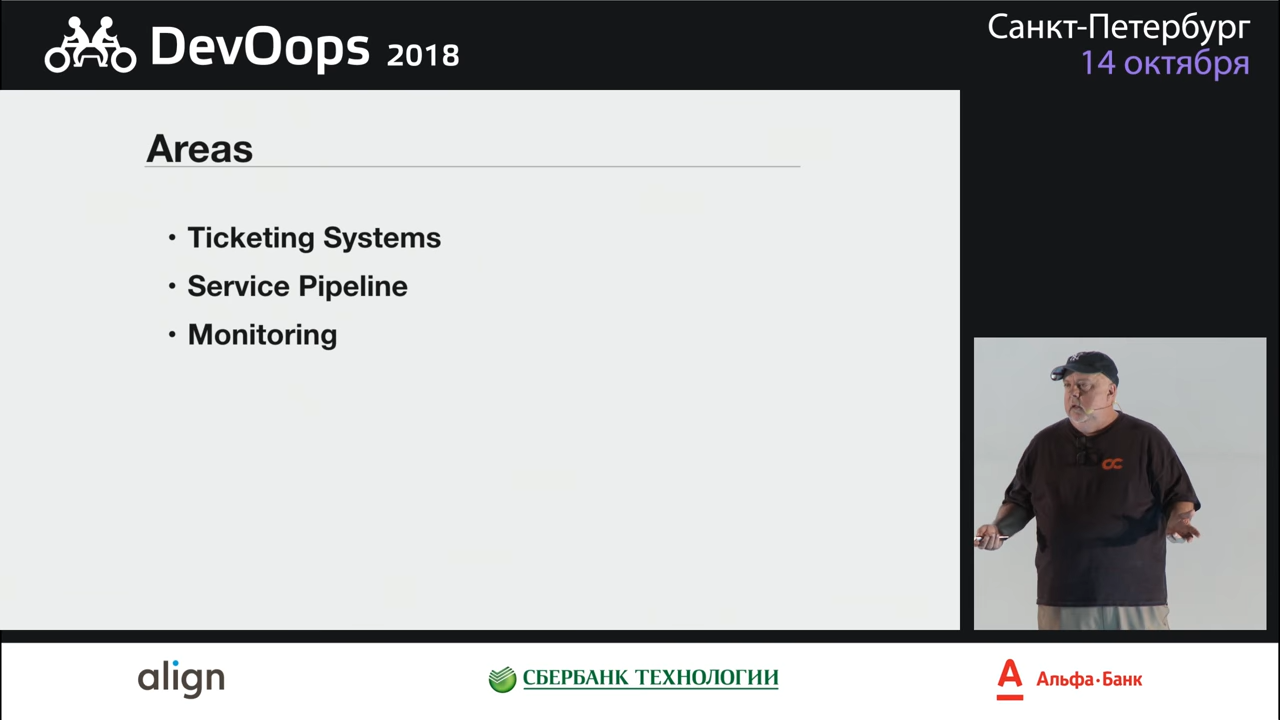 DevOops 2018
Санкт-Петербург
14 октября
Areas
• Ticketing Systems
• Service Pipeline
• Monitoring
align
СБЕРБАНК ТЕХНОЛОГИИ
А Альфа·Банк